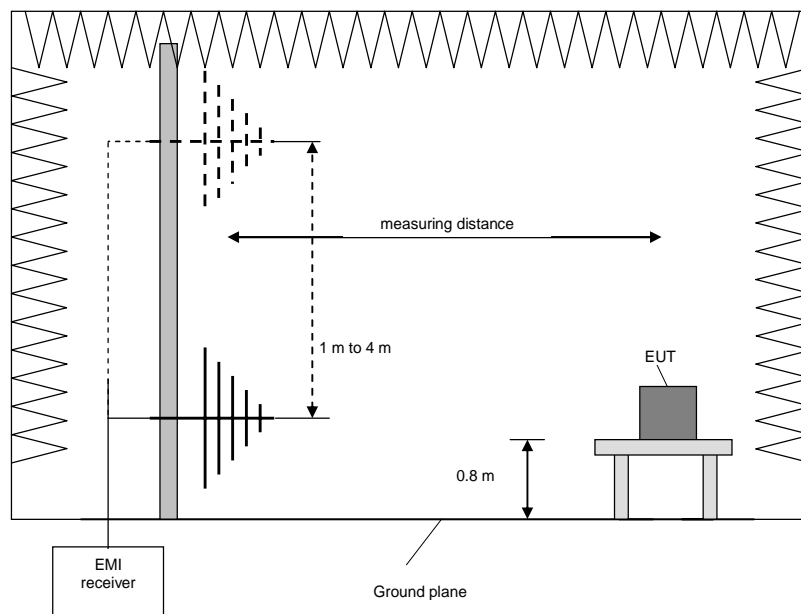 measuring distance
1 m to 4 m
EUT
0.8 m
EMI
receiver
Ground plane